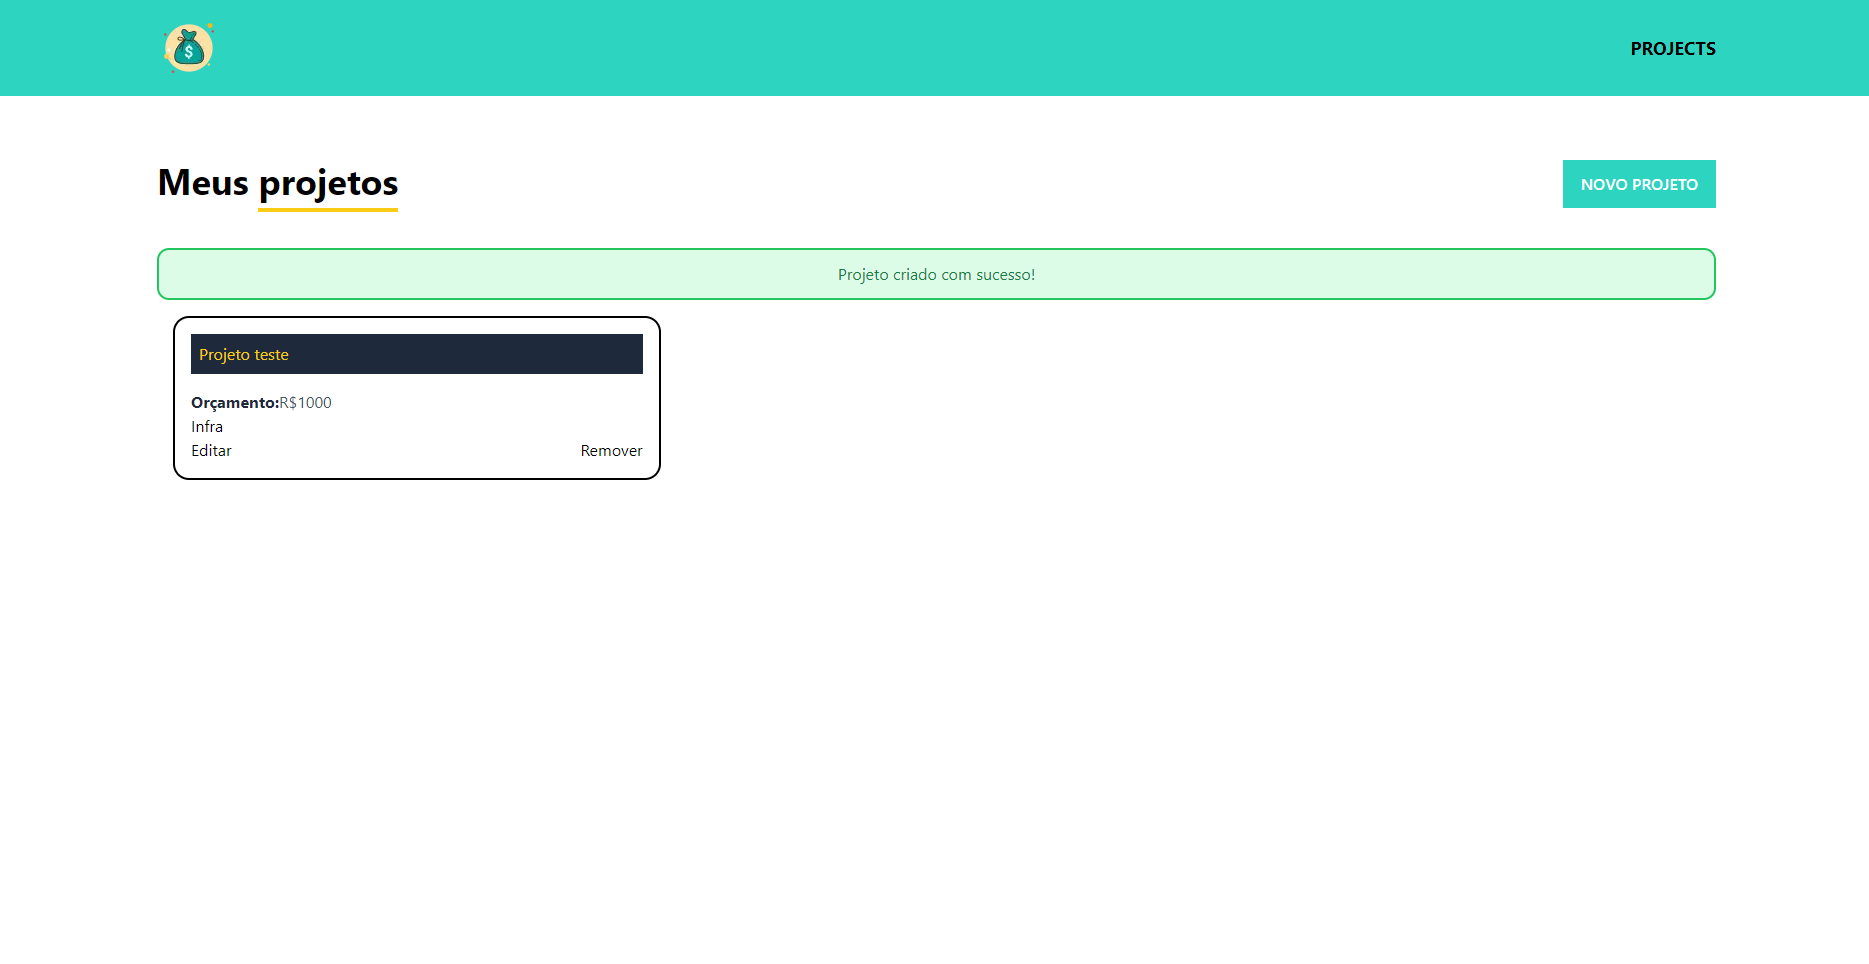 $
PROJECTS
Meus projetos
NOVO PROJETO
Projeto criado com sucesso!
Projeto teste
Orçamento:R$1000
Infra
Editar
Remover